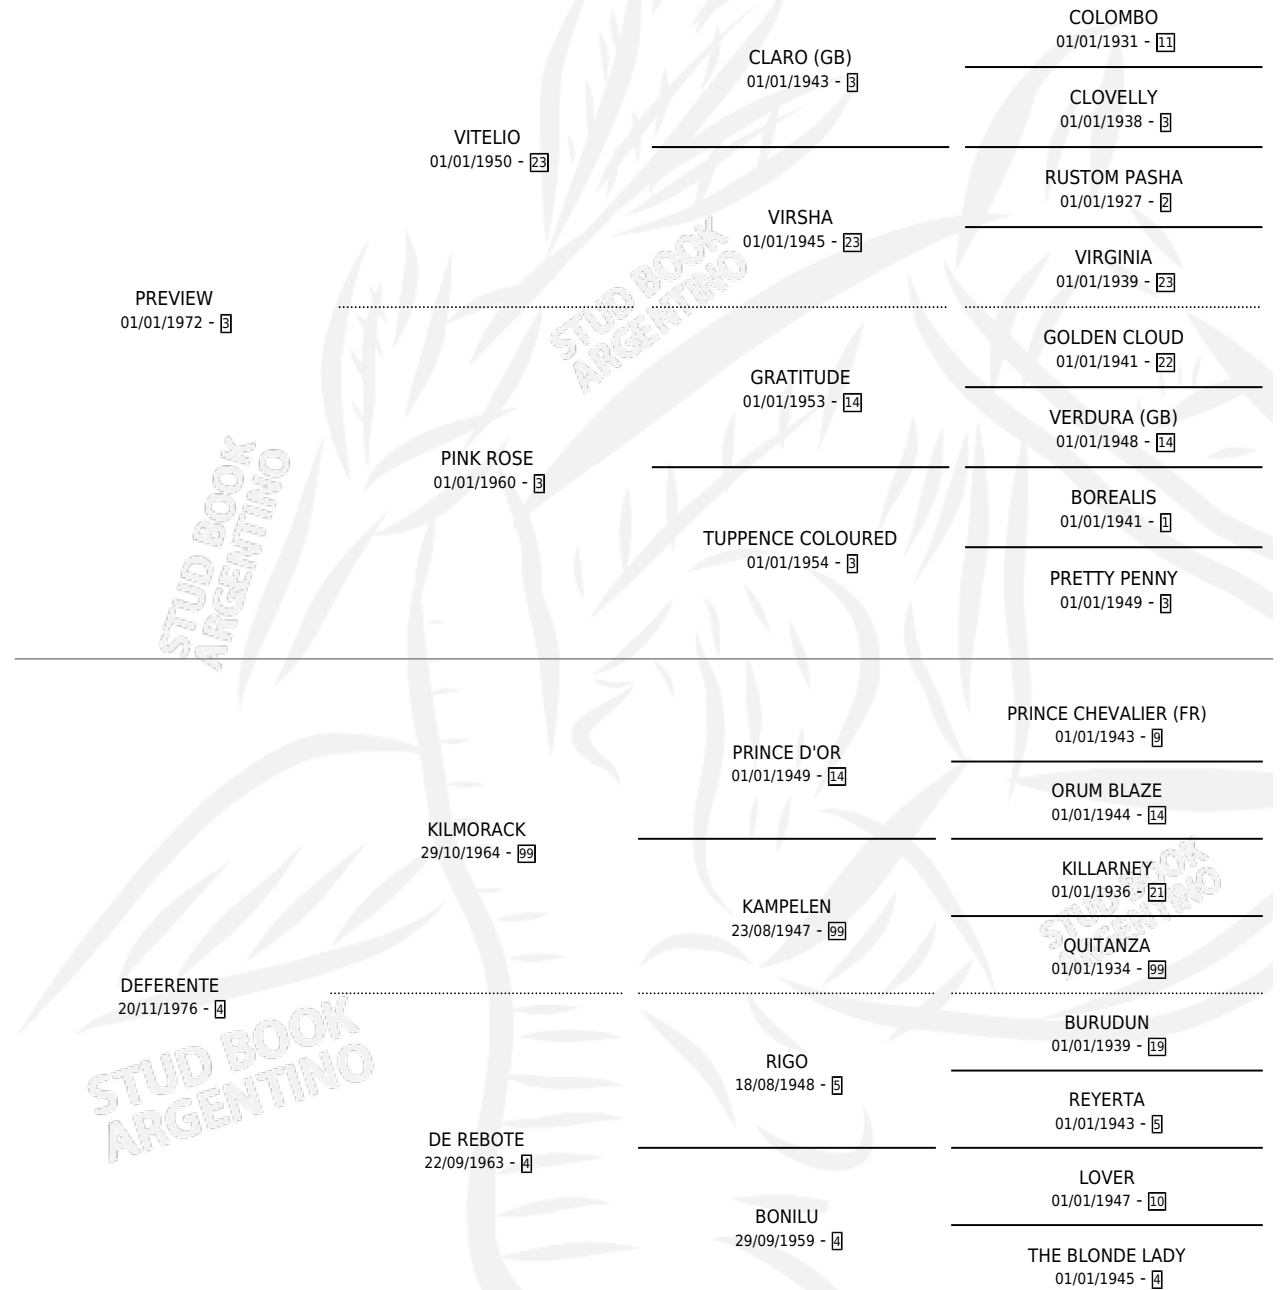 COLOMBO
01/01/1931 - 11
CLARO (GB)
01/01/1943 - 3
CLOVELLY
01/01/1938 - 3
VITELIO
01/01/1950 - 23
RUSTOM PASHA
01/01/1927 - 2
VIRSHA
01/01/1945 - 23
VIRGINIA
01/01/1939 - 23
PREVIEW
01/01/1972 - 3
STUD BOOK
ARGENTINO
GOLDEN CLOUD
01/01/1941 - 22
GRATITUDE
01/01/1953 - 14
VERDURA (GB)
01/01/1948 - 14
PINK ROSE
01/01/1960 - 3
BOREALIS
01/01/1941 - 1
TUPPENCE COLOURED
01/01/1954 - 3
PRETTY PENNY
01/01/1949 - 3
STUD BOOK
ARGENTINO
PRINCE CHEVALIER (FR)
01/01/1943 - 9
PRINCE D'OR
01/01/1949 - 14
ORUM BLAZE
01/01/1944 - 14
KILMORACK
29/10/1964 - 99
KILLARNEY
01/01/1936 - 21
KAMPELEN
23/08/1947 - 99
QUITANZA
01/01/1934 - 99
STUD BOOK
ARGENTINO
DEFERENTE
20/11/1976 - 4
STUD BOOK
ARGENTINO
BURUDUN
01/01/1939 - 19
RIGO
18/08/1948 - 5
REYERTA
01/01/1943 - 5
DE REBOTE
22/09/1963 - 4
LOVER
01/01/1947 - 10
BONILU
29/09/1959 - 4
THE BLONDE LADY
01/01/1945 - 4